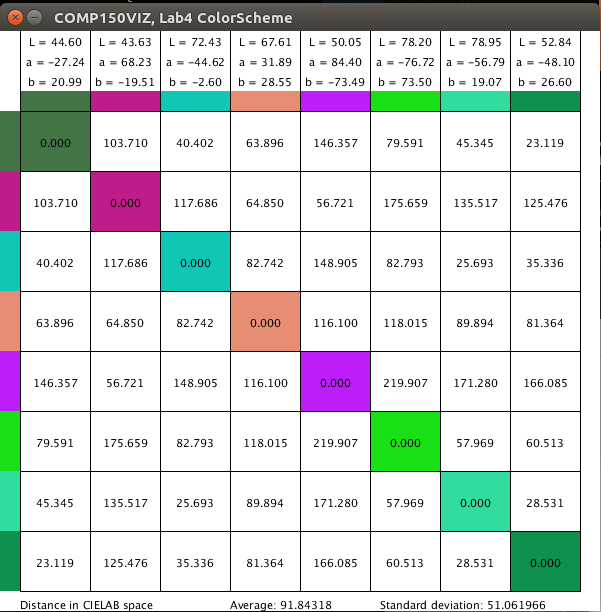 COMP150VIZ, Lab4 ColorScheme
L = 44.60 L = 43.63 L = 72.43 L = 67.61 L = 50.05 L = 78.20 L = 78.95 L = 52.84
a = -27.24 a = 68.23 a = -44.62 a = 31.89 a = 84.40 a = -76.72 a = -56.79 a = -48.10
b = 20.99 b = -19.51 b = -2.60 b = 28.55 b = -73.49 b = 73.50 b = 19.07 b = 26.60
0.000 103.710 40.402 63.896 146.357 79.591 45.345 23.119
103.710 0.000 117.686 64.850 56.721 175.659 135.517 125.476
40.402 117.686 0.000 82.742 148.905 82.793 25.693 35.336
63.896 64.850 82.742 0.000 116.100 118.015 89.894 81.364
146.357 56.721 148.905 116.100 0.000 219.907 171.280 166.085
79.591 175.659 82.793 118.015 219.907 0.000 57.969 60.513
45.345 135.517 25.693 89.894 171.280 57.969 0.000 28.531
23.119 125.476 35.336 81.364 166.085 60.513 28.531 0.000
Distance in CIELAB space Average: 91.84318 Standard deviation: 51.061966